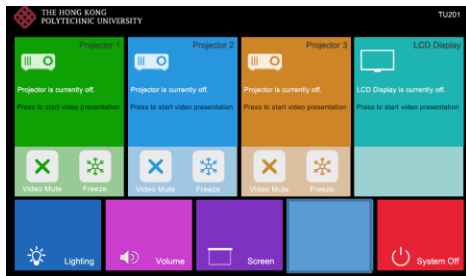 THE HONG KONG
POLYTECHNIC UNIVERSITY
TU201
Projector 1
Projector is currently off.
Press to start video presentation
Video Mute
Freeze
Projector 2
Projector is currently off.
Press to start video presentation
Video Mute
Freeze
Projector 3
Projector is currently off.
Press to start video presentation
Video Mute
Freeze
LCD Display
LCD Display is currently off.
Press to start video presentation
Lighting
Volume
Screen
System Off